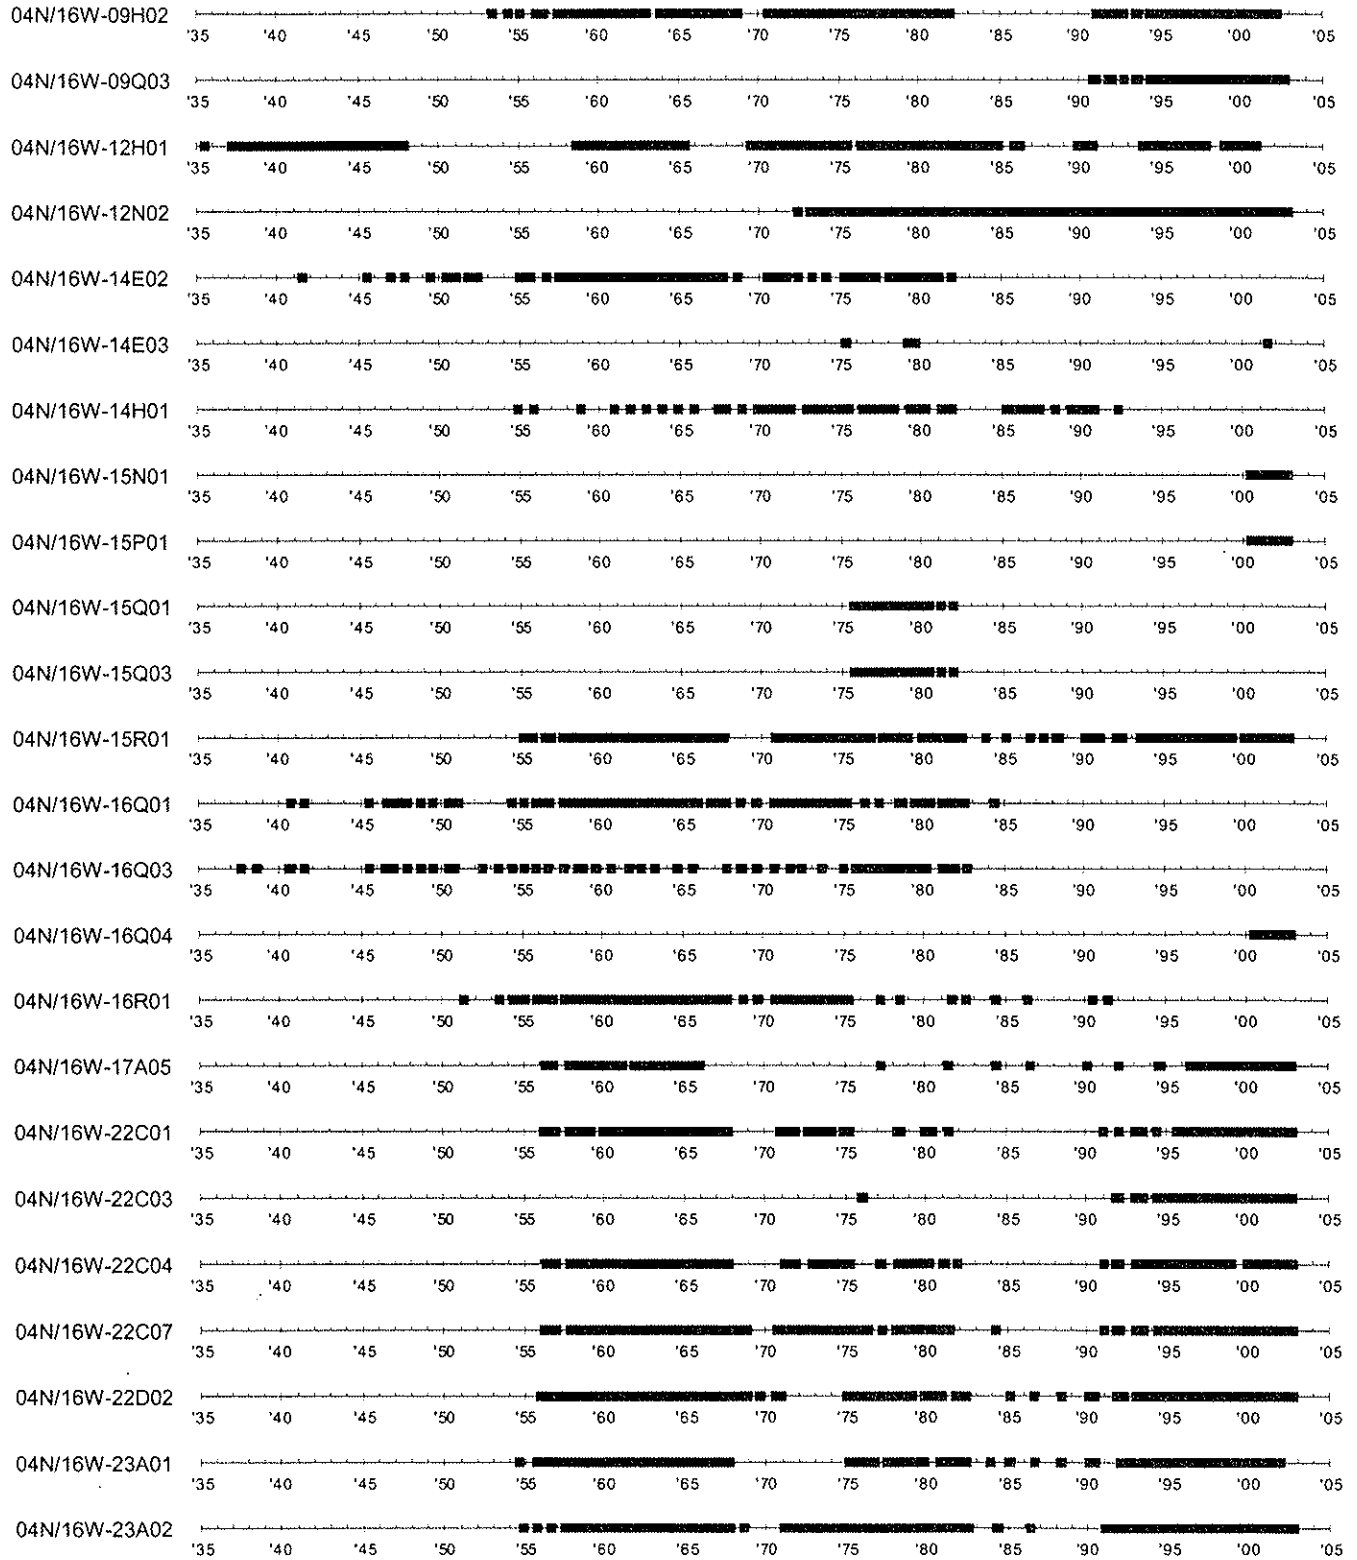 04N/16W-09H02
'35 '40 '45 '50 '55 '60 '65 '70 '75 '80 '85 '90 '95 '00 '05
04N/16W-09Q03
'35 '40 '45 '50 '55 '60 '65 '70 '75 '80 '85 '90 '95 '00 '05
04N/16W-12H01
'35 '40 '45 '50 '55 '60 '65 '70 '75 '80 '85 '90 '95 '00 '05
04N/16W-12N02
'35 '40 '45 '50 '55 '60 '65 '70 '75 '80 '85 '90 '95 '00 '05
04N/16W-14E02
'35 '40 '45 '50 '55 '60 '65 '70 '75 '80 '85 '90 '95 '00 '05
04N/16W-14E03
'35 '40 '45 '50 '55 '60 '65 '70 '75 '80 '85 '90 '95 '00 '05
04N/16W-14H01
'35 '40 '45 '50 '55 '60 '65 '70 '75 '80 '85 '90 '95 '00 '05
04N/16W-15N01
'35 '40 '45 '50 '55 '60 '65 '70 '75 '80 '85 '90 '95 '00 '05
04N/16W-15P01
'35 '40 '45 '50 '55 '60 '65 '70 '75 '80 '85 '90 '95 '00 '05
04N/16W-15Q01
'35 '40 '45 '50 '55 '60 '65 '70 '75 '80 '85 '90 '95 '00 '05
04N/16W-15Q03
'35 '40 '45 '50 '55 '60 '65 '70 '75 '80 '85 '90 '95 '00 '05
04N/16W-15R01
'35 '40 '45 '50 '55 '60 '65 '70 '75 '80 '85 '90 '95 '00 '05
04N/16W-16Q01
'35 '40 '45 '50 '55 '60 '65 '70 '75 '80 '85 '90 '95 '00 '05
04N/16W-16Q03
'35 '40 '45 '50 '55 '60 '65 '70 '75 '80 '85 '90 '95 '00 '05
04N/16W-16Q04
'35 '40 '45 '50 '55 '60 '65 '70 '75 '80 '85 '90 '95 '00 '05
04N/16W-16R01
'35 '40 '45 '50 '55 '60 '65 '70 '75 '80 '85 '90 '95 '00 '05
04N/16W-17A05
'35 '40 '45 '50 '55 '60 '65 '70 '75 '80 '85 '90 '95 '00 '05
04N/16W-22C01
'35 '40 '45 '50 '55 '60 '65 '70 '75 '80 '85 '90 '95 '00 '05
04N/16W-22C03
'35 '40 '45 '50 '55 '60 '65 '70 '75 '80 '85 '90 '95 '00 '05
04N/16W-22C04
'35 '40 '45 '50 '55 '60 '65 '70 '75 '80 '85 '90 '95 '00 '05
04N/16W-22C07
'35 '40 '45 '50 '55 '60 '65 '70 '75 '80 '85 '90 '95 '00 '05
04N/16W-22D02
'35 '40 '45 '50 '55 '60 '65 '70 '75 '80 '85 '90 '95 '00 '05
04N/16W-23A01
'35 '40 '45 '50 '55 '60 '65 '70 '75 '80 '85 '90 '95 '00 '05
04N/16W-23A02
'35 '40 '45 '50 '55 '60 '65 '70 '75 '80 '85 '90 '95 '00 '05